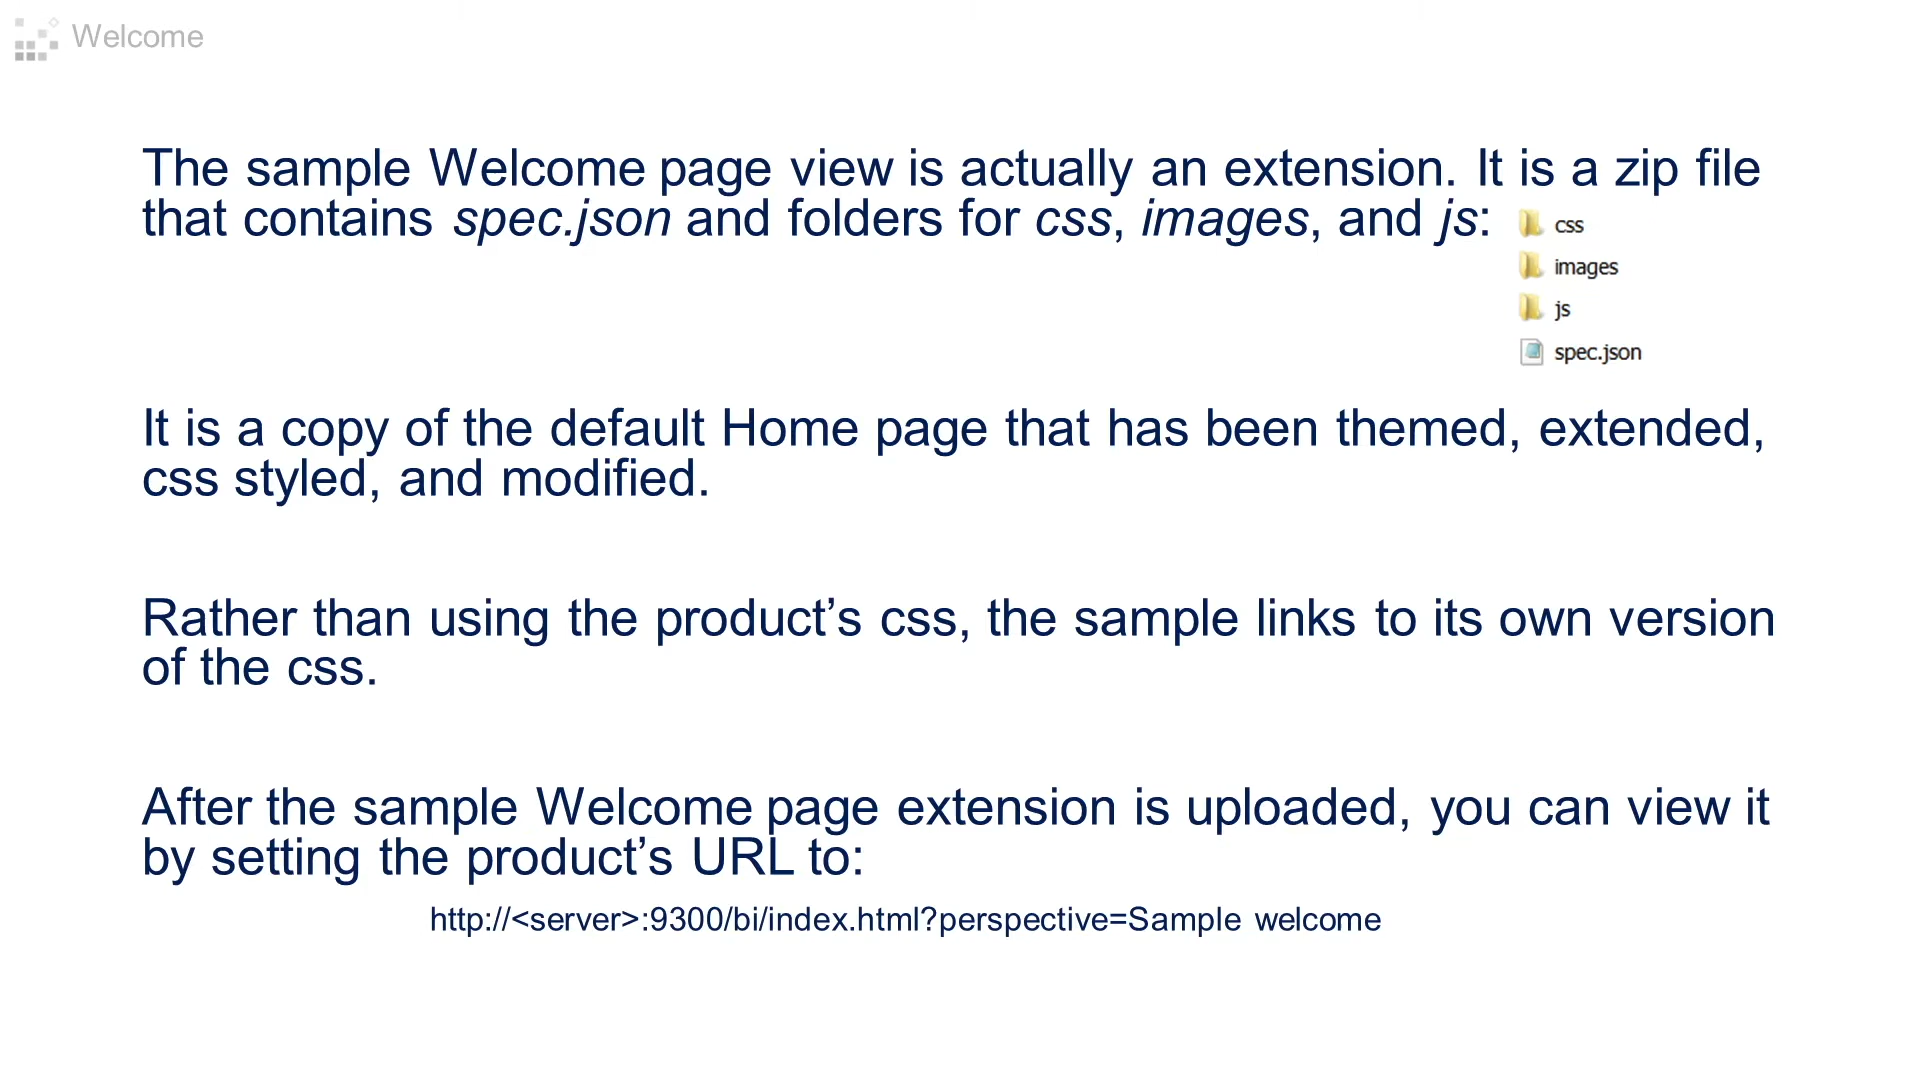 Welcome
The sample Welcome page view is actually an extension. It is a zip file
that contains spec.json and folders for css, images, and js:
css
images
js
spec.json
It is a copy of the default Home page that has been themed, extended,
css styled, and modified.
Rather than using the product’s css, the sample links to its own version
of the css.
After the sample Welcome page extension is uploaded, you can view it
by setting the product’s URL to:
http://<server>:9300/bi/index.html?perspective=Sample welcome